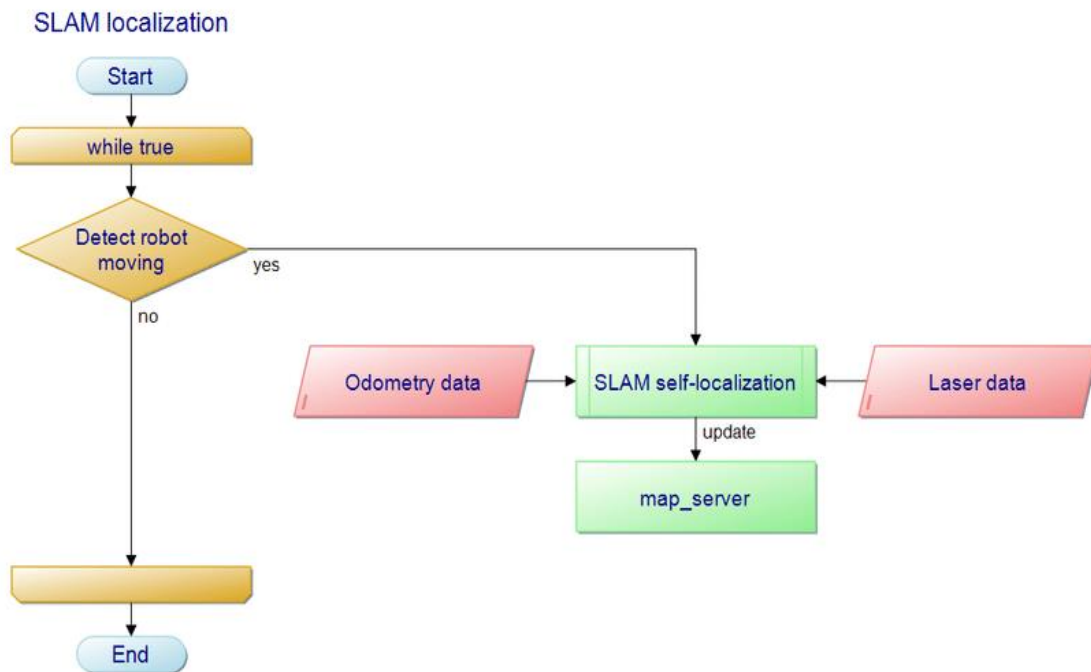 SLAM localization
Start
while true
Detect robot
moving
yes
no
Odometry data
SLAM self-localization
Laser data
update
map_server
End